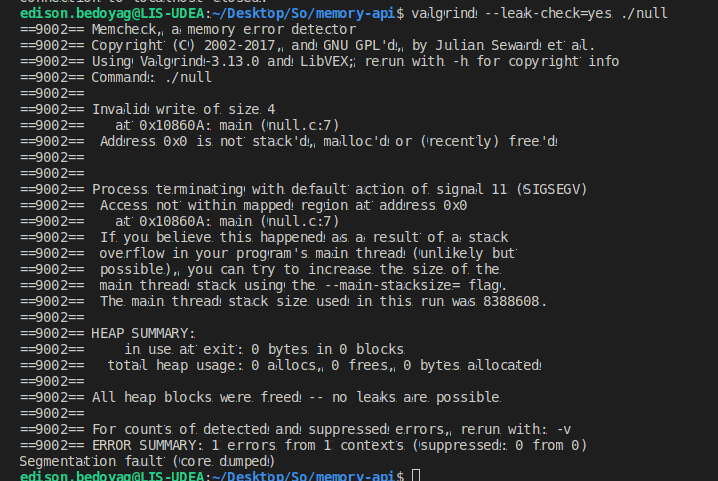 connection to localhost closed.
edison.bedoyag@LIS-UDEA:~/Desktop/So/memory-api$ valgrind --leak-check=yes ./null
==9002== Memcheck, a memory error detector
==9002== Copyright (C) 2002-2017, and GNU GPL'd, by Julian Seward et al.
==9002== Using Valgrind-3.13.0 and LibVEX; rerun with -h for copyright info
==9002== Command: ./null
==9002==
==9002== Invalid write of size 4
==9002==    at 0x10860A: main (null.c:7)
==9002==  Address 0x0 is not stack'd, malloc'd or (recently) free'd
==9002==
==9002==
==9002== Process terminating with default action of signal 11 (SIGSEGV)
==9002==  Access not within mapped region at address 0x0
==9002==    at 0x10860A: main (null.c:7)
==9002==  If you believe this happened as a result of a stack
==9002==  overflow in your program's main thread (unlikely but
==9002==  possible), you can try to increase the size of the
==9002==  main thread stack using the --main-stacksize= flag.
==9002==  The main thread stack size used in this run was 8388608.
==9002==
==9002== HEAP SUMMARY:
==9002==     in use at exit: 0 bytes in 0 blocks
==9002==   total heap usage: 0 allocs, 0 frees, 0 bytes allocated
==9002==
==9002== All heap blocks were freed -- no leaks are possible
==9002==
==9002== For counts of detected and suppressed errors, rerun with: -v
==9002== ERROR SUMMARY: 1 errors from 1 contexts (suppressed: 0 from 0)
Segmentation fault (core dumped)
edison.bedoyag@LIS-UDEA:~/Desktop/So/memory-api$